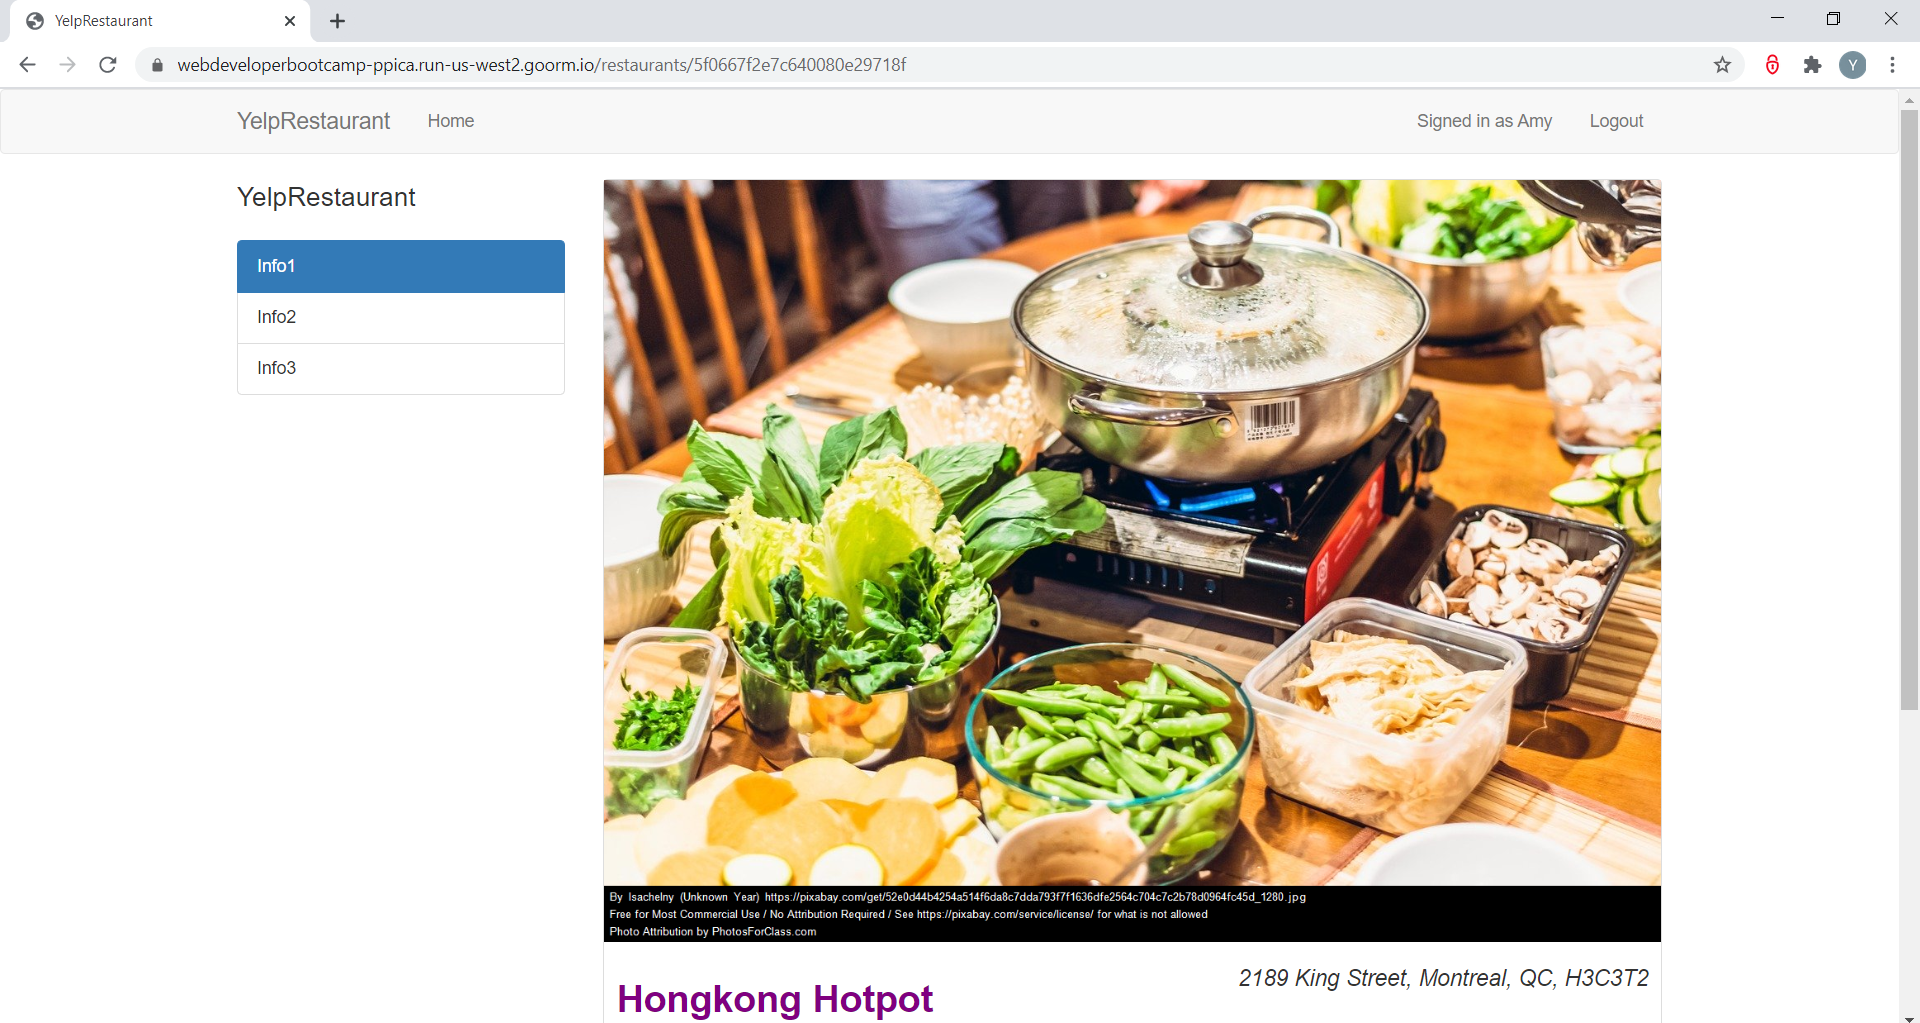 YelpRestaurant
webdeveloperbootcamp-ppica.run-us-west2.goorm.io/restaurants/5f0667f2e7c640080e29718f
Y
YelpRestaurant Home Signed in as Amy Logout
YelpRestaurant
Info1
Info2
Info3
By Isachelny (Unknown Year) https://pixabay.com/get/52e0d44b4254a514f6da8c7dda793f7f1636dfe2564c704c7c2b78d0964fc45d_1280.jpg
Free for Most Commercial Use / No Attribution Required / See https://pixabay.com/service/license/ for what is not allowed
Photo Attribution by PhotosForClass.com
2189 King Street, Montreal, QC, H3C3T2
Hongkong Hotpot